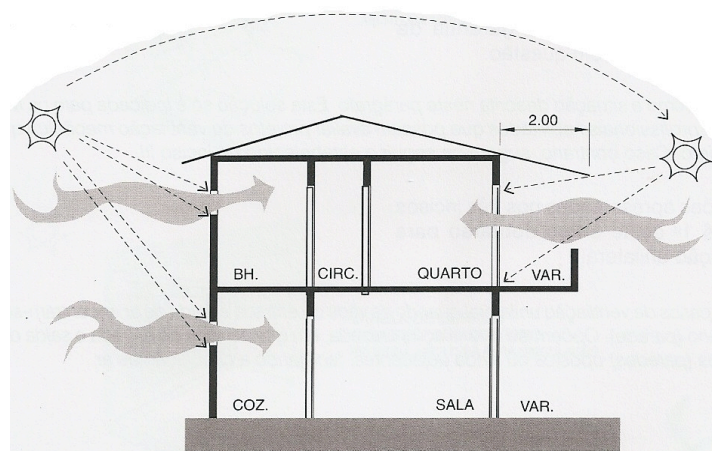 2.00
BH.
CIRC.
QUARTO
VAR.
COZ.
SALA
VAR.